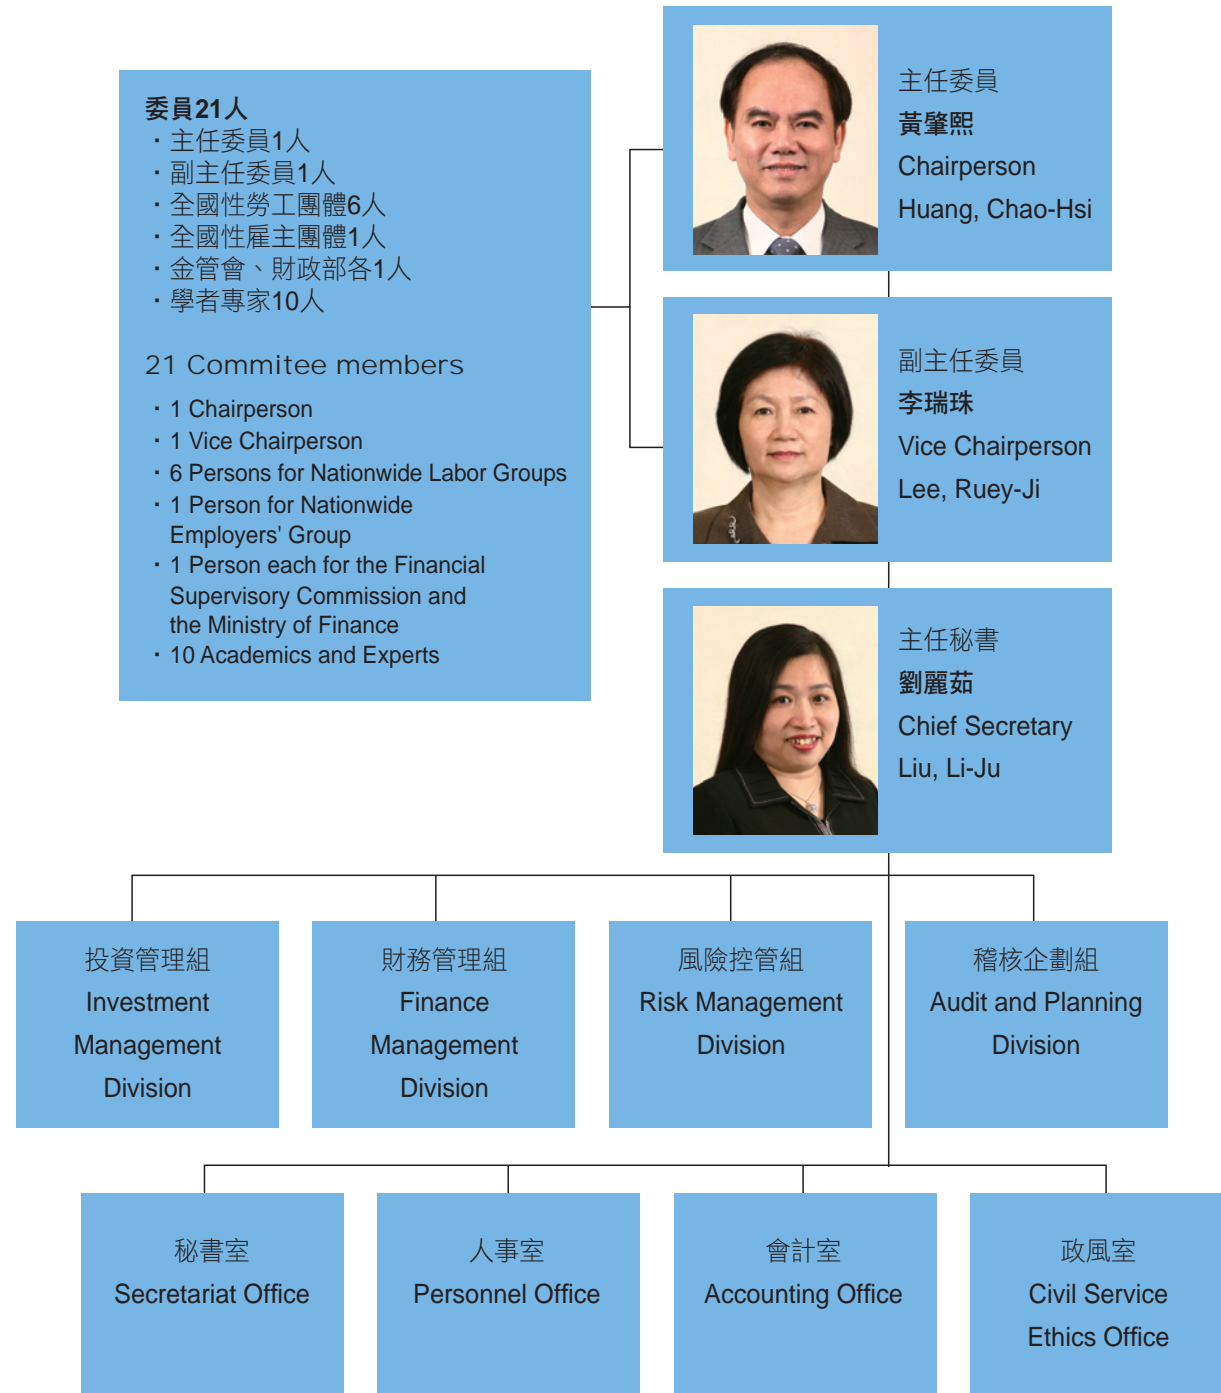 委員21人
・主任委員1人
・副主任委員1人
・全國性勞工團體6人
・全國性雇主團體1人
・金管會、財政部各1人
・學者專家10人
21 Commitee members
・1 Chairperson
・1 Vice Chairperson
・6 Persons for Nationwide Labor Groups
・1 Person for Nationwide
Employers' Group
・1 Person each for the Financial
Supervisory Commission and
the Ministry of Finance
・10 Academics and Experts
主任委員
黃肇熙
Chairperson
Huang, Chao-Hsi
副主任委員
李瑞珠
Vice Chairperson
Lee, Ruey-Ji
主任秘書
劉麗茹
Chief Secretary
Liu, Li-Ju
投資管理組
Investment
Management
Division
財務管理組
Finance
Management
Division
風險控管組
Risk Management
Division
稽核企劃組
Audit and Planning
Division
秘書室
Secretariat Office
人事室
Personnel Office
會計室
Accounting Office
政風室
Civil Service
Ethics Office